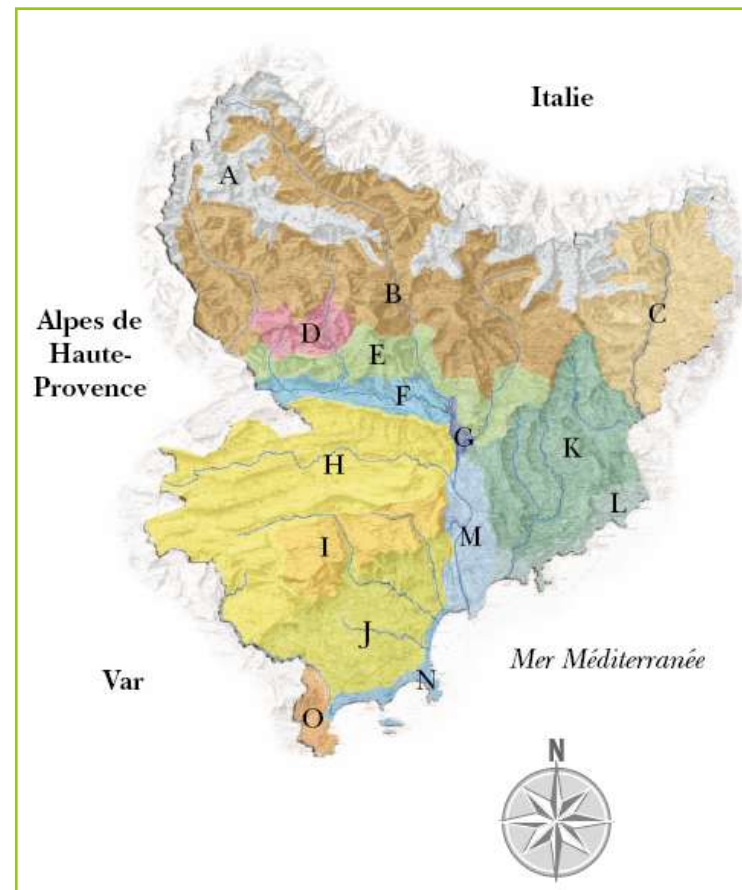 Italie
A
B
C
Alpes de
Haute-
Provence
D
E
F
G
H
K
L
I
M
J
Mer Méditerranée
Var
N
O
N